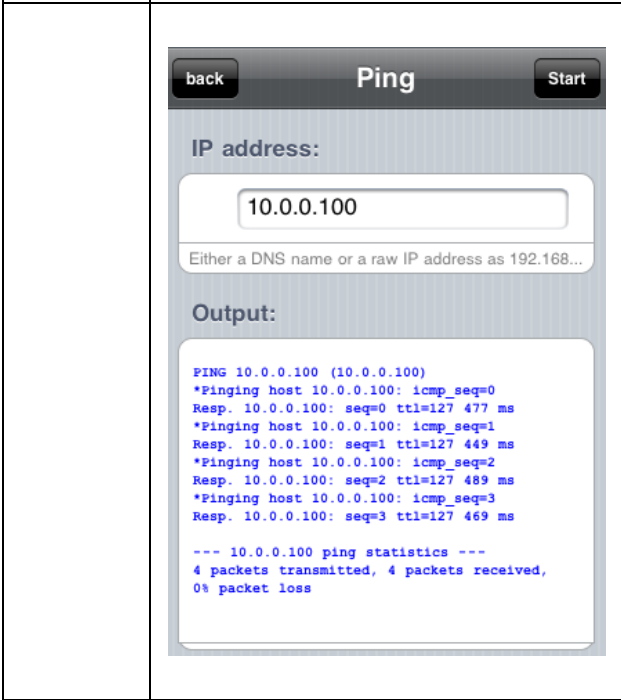 back Ping Start
IP address:
10.0.0.100
Either a DNS name or a raw IP address as 192.168...
Output:
PING 10.0.0.100 (10.0.0.100)
*Pinging host 10.0.0.100: icmp_seq=0
Resp. 10.0.0.100: seq=0 ttl=127 477 ms
*Pinging host 10.0.0.100: icmp_seq=1
Resp. 10.0.0.100: seq=1 ttl=127 449 ms
*Pinging host 10.0.0.100: icmp_seq=2
Resp. 10.0.0.100: seq=2 ttl=127 489 ms
*Pinging host 10.0.0.100: icmp_seq=3
Resp. 10.0.0.100: seq=3 ttl=127 469 ms
--- 10.0.0.100 ping statistics ---
4 packets transmitted, 4 packets received,
0% packet loss